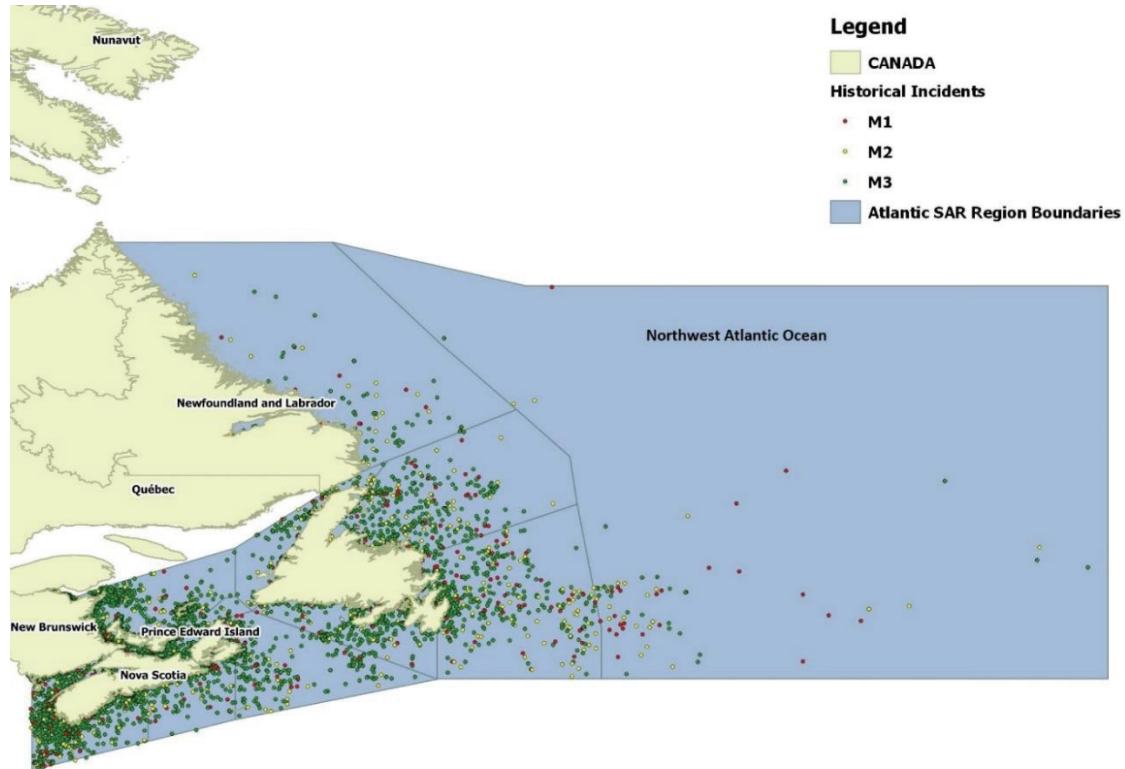 Legend
CANADA
Historical Incidents
M1
M2
M3
Atlantic SAR Region Boundaries
Nunavut
Northwest Atlantic Ocean
Newfoundland and Labrador
Québec
New Brunswick
Prince Edward Island
Nova Scotia